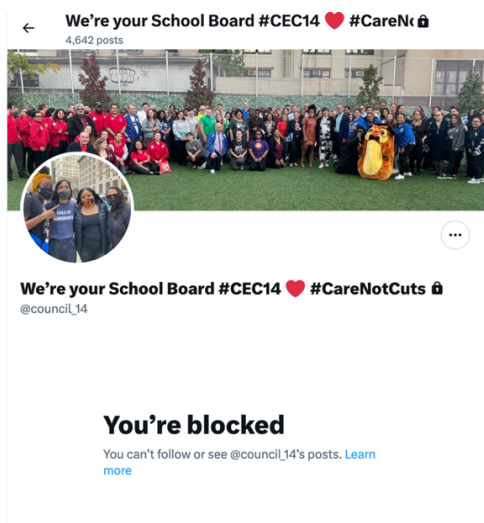 We're your School Board #CEC14 ❤️ #CareNo
4,642 posts
We're your School Board #CEC14 ❤️ #CareNotCuts
@council_14
You're blocked
You can't follow or see @council_14's posts. Learn
more